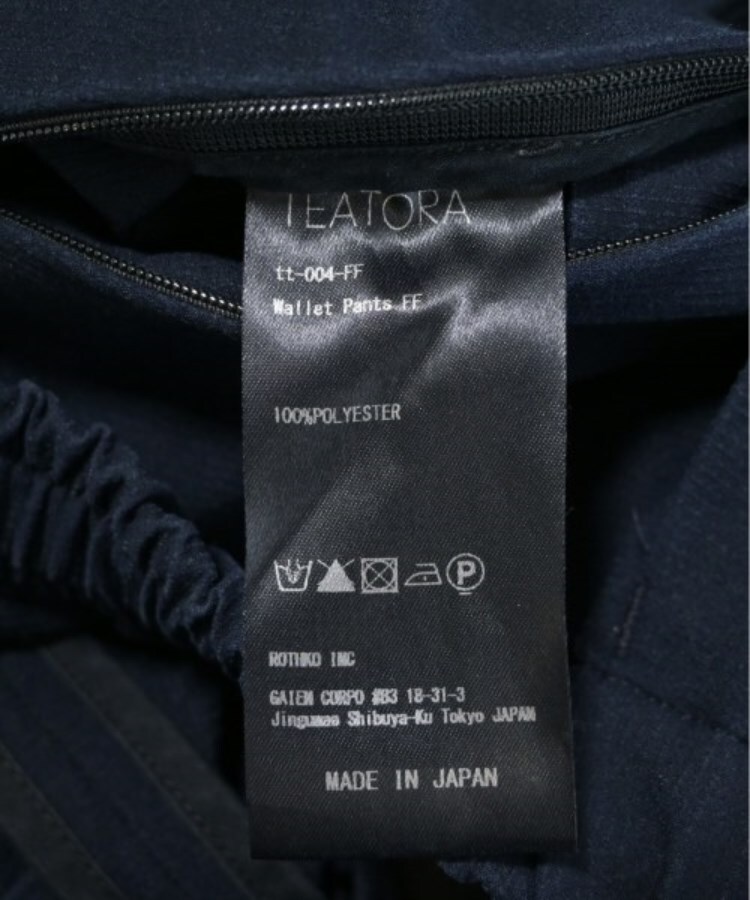 TEATORA
tt-004-FF
Wallet Pants FF
100%POLYESTER
P
ROTHKO INC
GAIEN CORPO #B3 18-31-3
Jingumae Shibuya-Ku Tokyo JAPAN
MADE IN JAPAN